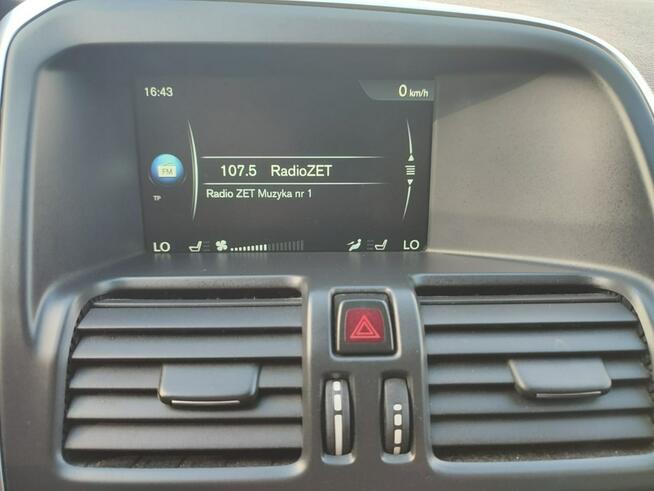 16:43
0 km/h
107.5 RadioZET
FM
Radio ZET Muzyka nr 1
TP
LO
LO